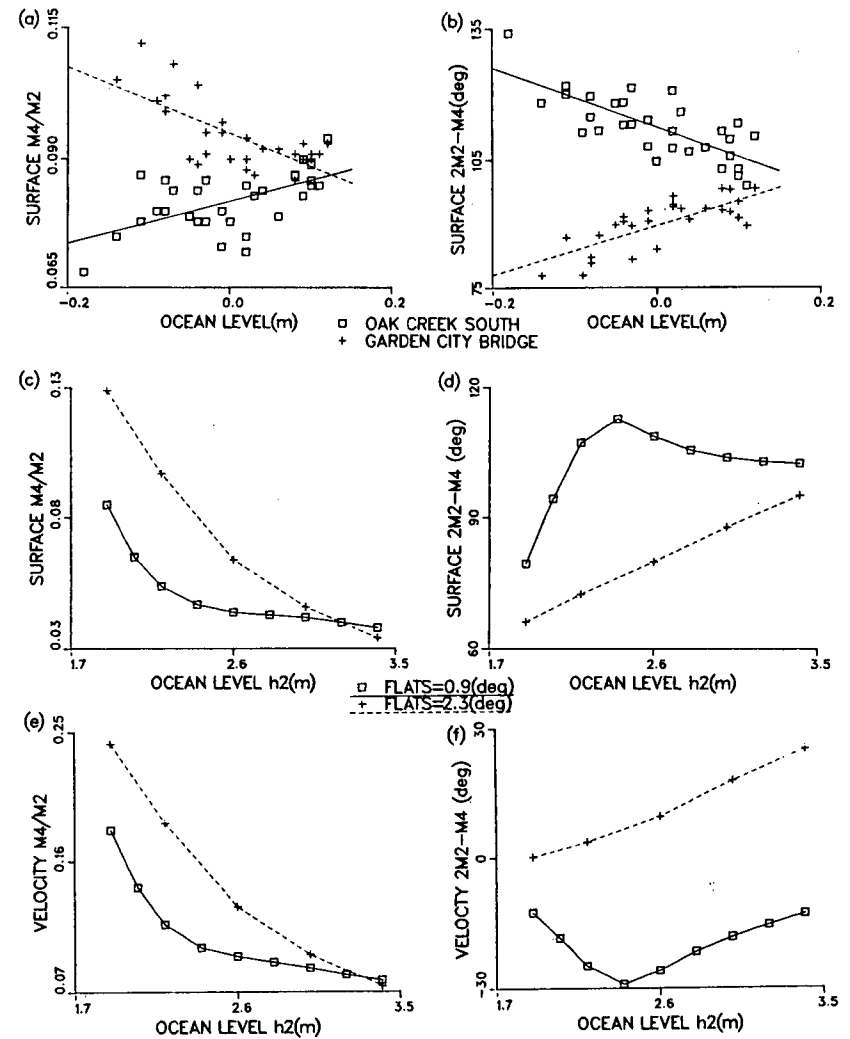 (a)
0.115
0.090
0.065
SURFACE M4/M2
-0.2
0.0
0.2
OCEAN LEVEL(m)
(b)
135
105
75
SURFACE 2M2-M4(deg)
-0.2
0.0
0.2
OCEAN LEVEL(m)
OAK CREEK SOUTH
+ GARDEN CITY BRIDGE
(c)
0.13
0.08
0.03
SURFACE M4/M2
1.7
2.6
3.5
OCEAN LEVEL h2(m)
(d)
120
90
60
SURFACE 2M2-M4 (deg)
1.7
2.6
3.5
OCEAN LEVEL h2(m)
FLATS=0.9(deg)
+ FLATS=2.3(deg)
(e)
0.25
0.16
0.07
VELOCITY M4/M2
1.7
2.6
3.5
OCEAN LEVEL h2(m)
(f)
30
0
-30
VELOCTY 2M2-M4 (deg)
1.7
2.6
3.5
OCEAN LEVEL h2(m)